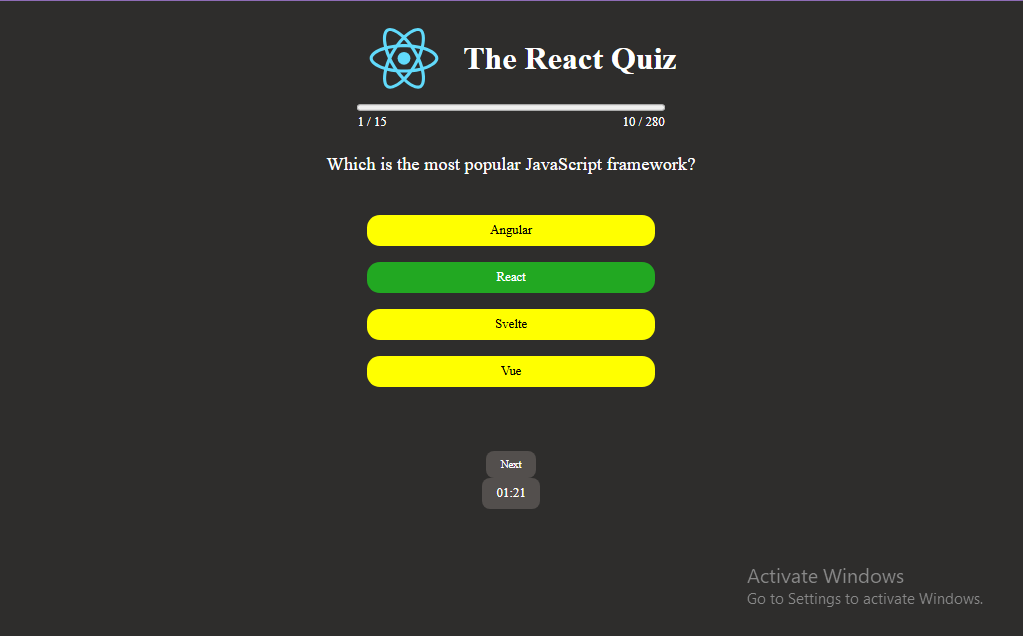 The React Quiz
1 / 15
10 / 280
Which is the most popular JavaScript framework?
Angular
React
Svelte
Vue
Next
01:21
Activate Windows
Go to Settings to activate Windows.